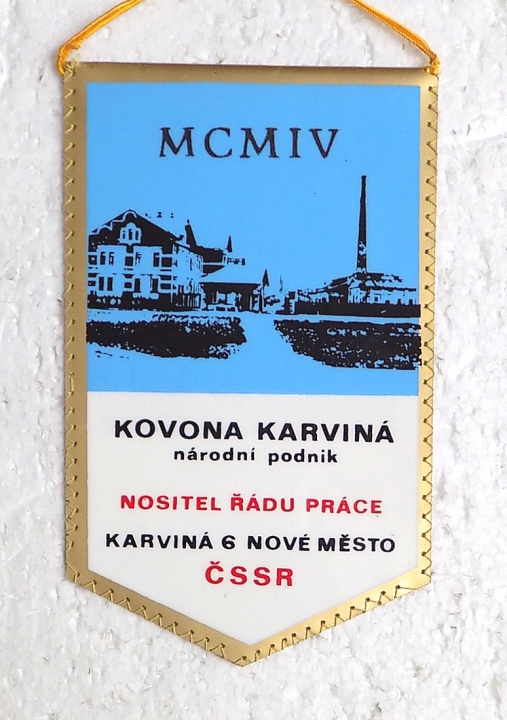 MCMIV
KOVONA KARVINÁ
národní podnik
NOSITEL ŘÁDU PRÁCE
KARVINÁ 6 NOVÉ MĚSTO
ČSSR